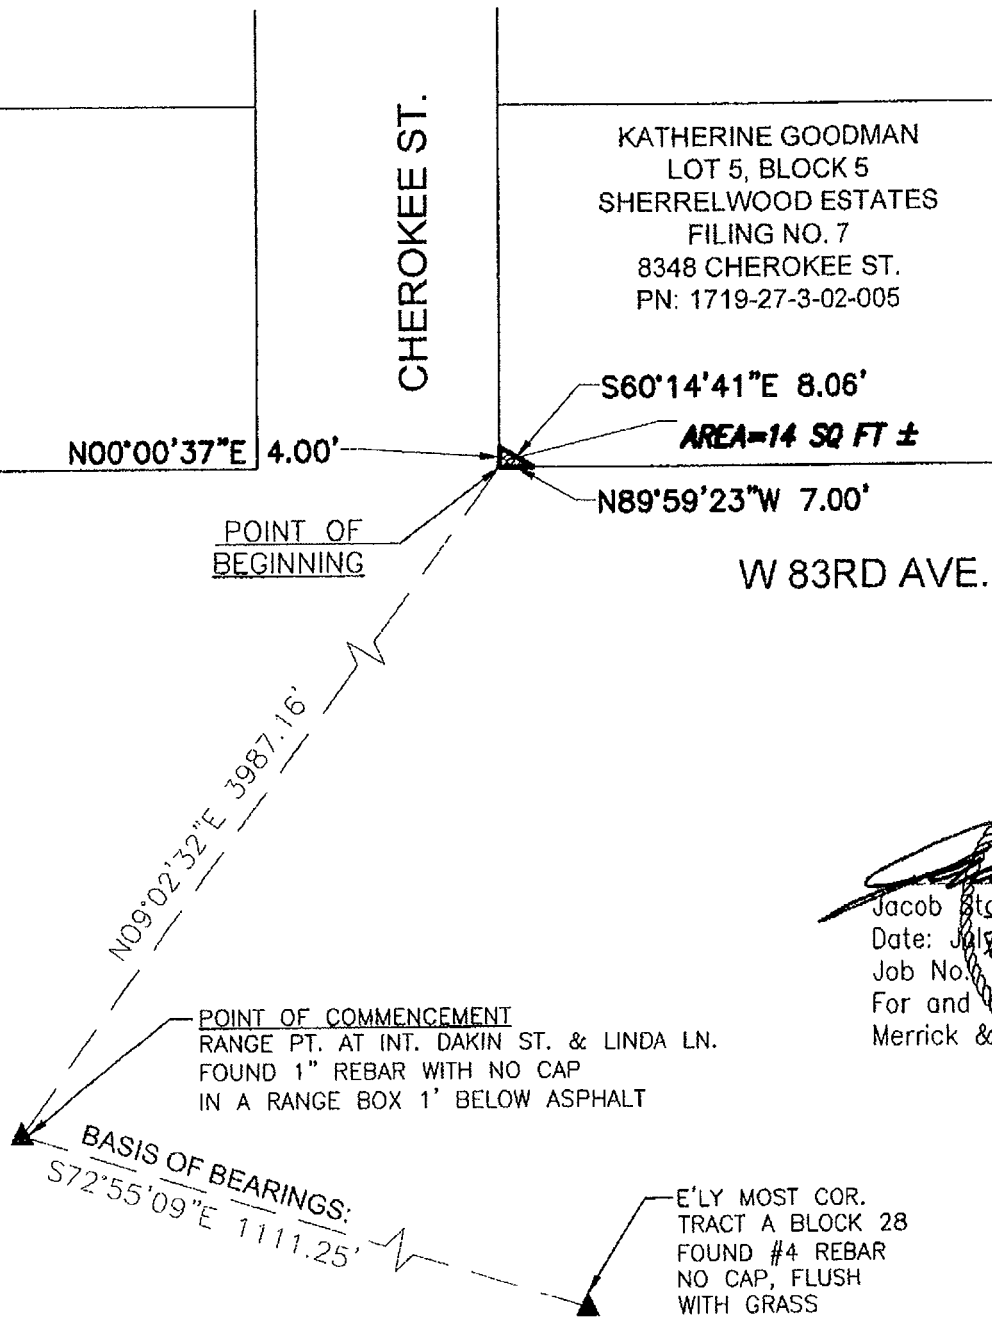 CHEROKEE ST.
KATHERINE GOODMAN
LOT 5, BLOCK 5
SHERRELWOOD ESTATES
FILING NO. 7
8348 CHEROKEE ST.
PN: 1719-27-3-02-005
S60°14'41"E 8.06'
AREA=14 SQ FT ±
N00°00'37"E 4.00'
N89°59'23"W 7.00'
POINT OF
BEGINNING
W 83RD AVE.
N09°02'32"E 3987.16'
Jacob
Date: July
Job No.
For and
Merrick &
POINT OF COMMENCEMENT
RANGE PT. AT INT. DAKIN ST. & LINDA LN.
FOUND 1" REBAR WITH NO CAP
IN A RANGE BOX 1' BELOW ASPHALT
BASIS OF BEARINGS:
S72°55'09"E 1111.25'
E'LY MOST COR.
TRACT A BLOCK 28
FOUND #4 REBAR
NO CAP, FLUSH
WITH GRASS